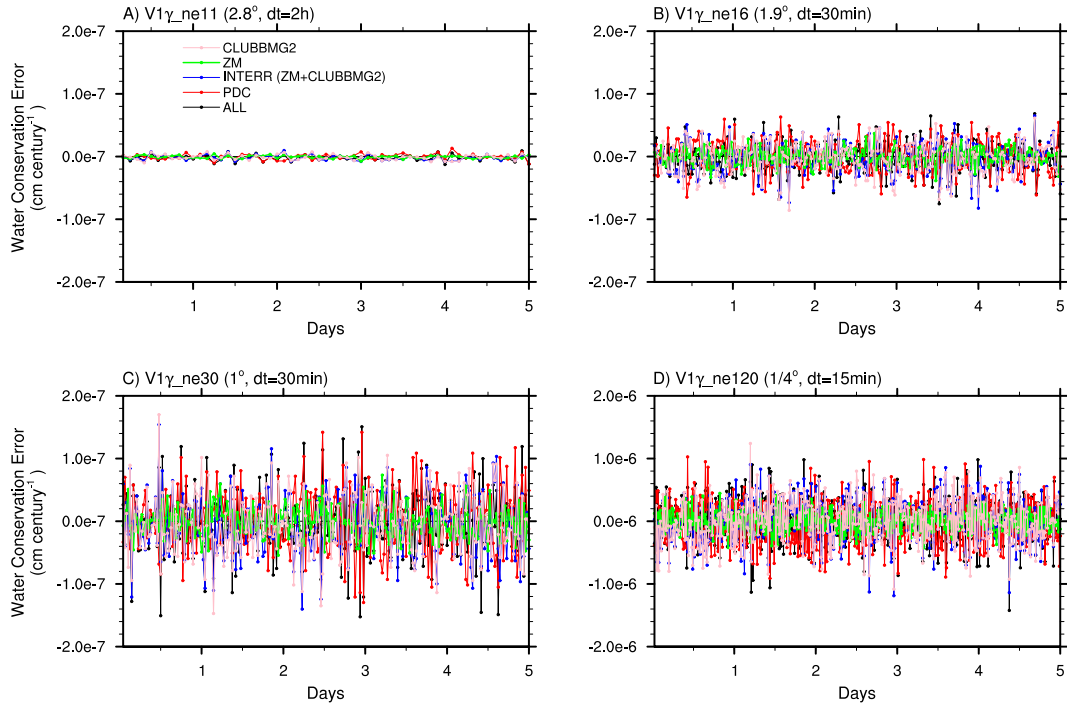 A) V1γ_ne11 (2.8°, dt=2h)
2.0e-7
1.0e-7
0.0e-7
-1.0e-7
-2.0e-7
Water Conservation Error
(cm century⁻¹)
CLUBBMG2
ZM
INTERR (ZM+CLUBBMG2)
PDC
ALL
1 2 3 4 5
Days
B) V1γ_ne16 (1.9°, dt=30min)
2.0e-7
1.0e-7
0.0e-7
-1.0e-7
-2.0e-7
1 2 3 4 5
Days
C) V1γ_ne30 (1°, dt=30min)
2.0e-7
1.0e-7
0.0e-7
-1.0e-7
-2.0e-7
Water Conservation Error
(cm century⁻¹)
1 2 3 4 5
Days
D) V1γ_ne120 (1/4°, dt=15min)
2.0e-6
1.0e-6
0.0e-6
-1.0e-6
-2.0e-6
1 2 3 4 5
Days